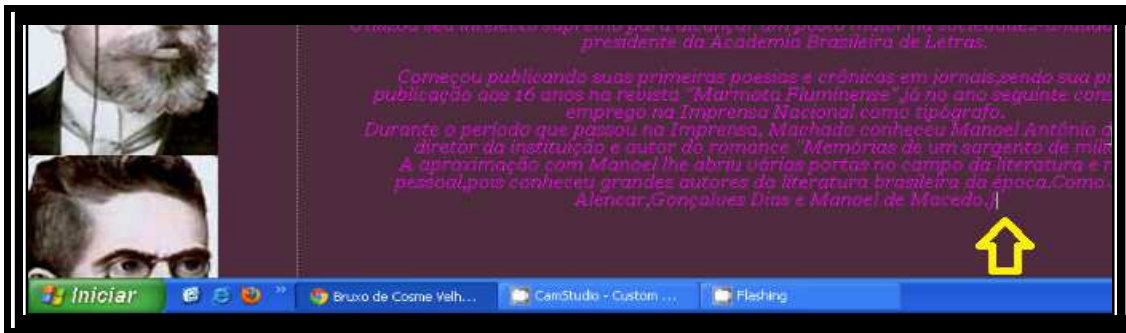 presidente da Academia Brasileira de Letras.
Começou publicando suas primeiras poesias e crônicas em jornais,sendo sua
publicação aos 16 anos na revista "Marmota Fluminense",já no ano seguinte
emprego na Imprensa Nacional como tipógrafo.
Durante o período que passou na Imprensa, Machado conheceu Manoel Antônio
diretor da instituição e autor do romance "Memórias de um sargento de
A aproximação com Manoel lhe abriu várias portas no campo da literatura e
pessoal,pois conheceu grandes autores da literatura brasileira da época.Como
Alencar,Gonçalves Dias e Manoel de Macedo.
Iniciar
Bruxo de Cosme Velh...
CamStudio - Custom ...
Flashing